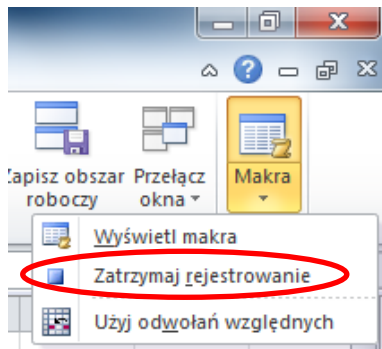 Zapisz obszar roboczy
Przełącz okna
Makra
Wyświetl makra
Zatrzymaj rejestrowanie
Użyj odwołań względnych